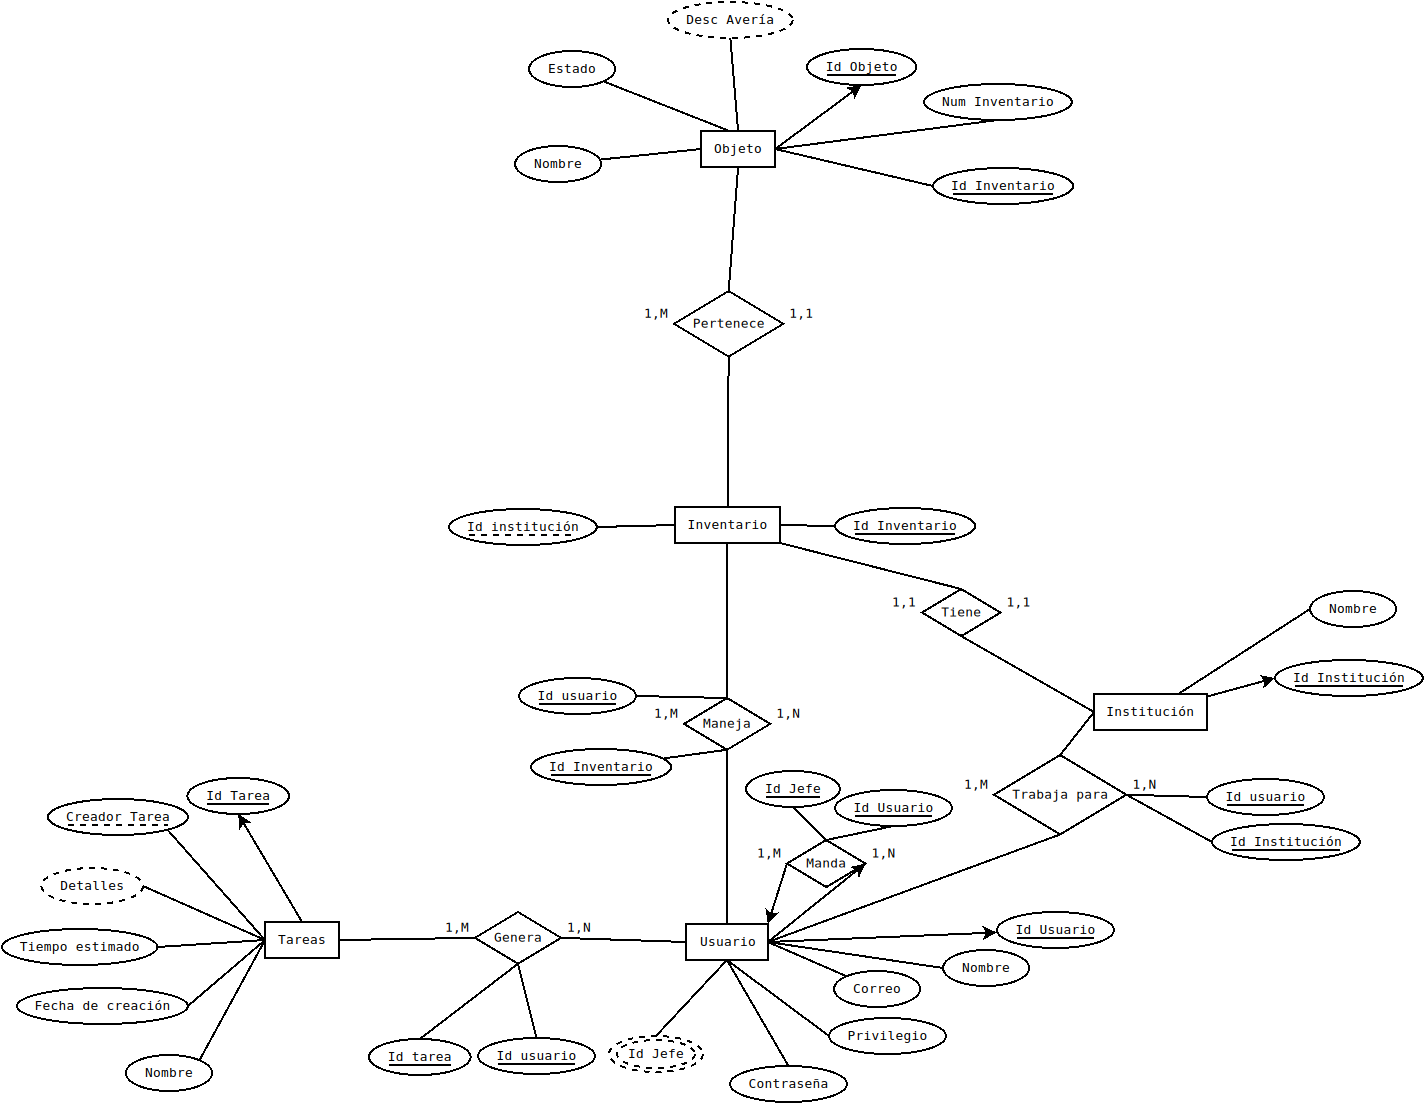 Desc Avería
Estado
Id Objeto
Num Inventario
Objeto
Nombre
Id Inventario
1,M
Pertenece
1,1
Id institución
Inventario
Id Inventario
1,1
Tiene
1,1
Nombre
Id Institución
Id usuario
1,M
Maneja
1,N
Institución
Id Inventario
Id Jefe
Id Usuario
1,M
Trabaja para
1,N
Id usuario
Id Institución
Id Tarea
Creador Tarea
1,M
Manda
1,N
Detalles
Tiempo estimado
Tareas
1,M
Genera
1,N
Usuario
Id Usuario
Nombre
Correo
Fecha de creación
Privilegio
Id tarea
Id usuario
Id Jefe
Nombre
Contraseña